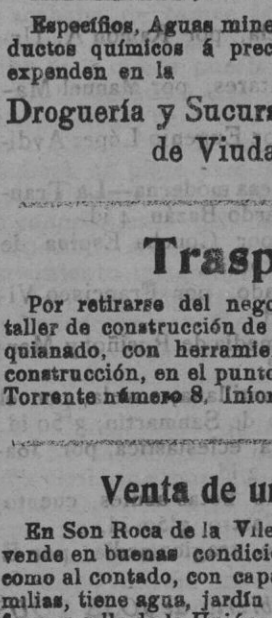 Específios, Aguas mine
ductos químicos á prec
expenden en la
Droguería y Sucurs
de Viuda
Trasp
Por retirarse del nego
taller de construcción de
quianado, con herramie
construcción, en el punto
Torrente número 8. Infor
Venta de u
En Son Roca de la Vile
vende en buenas condicio
como al contado, con capa
milias, tiene agua, jardín